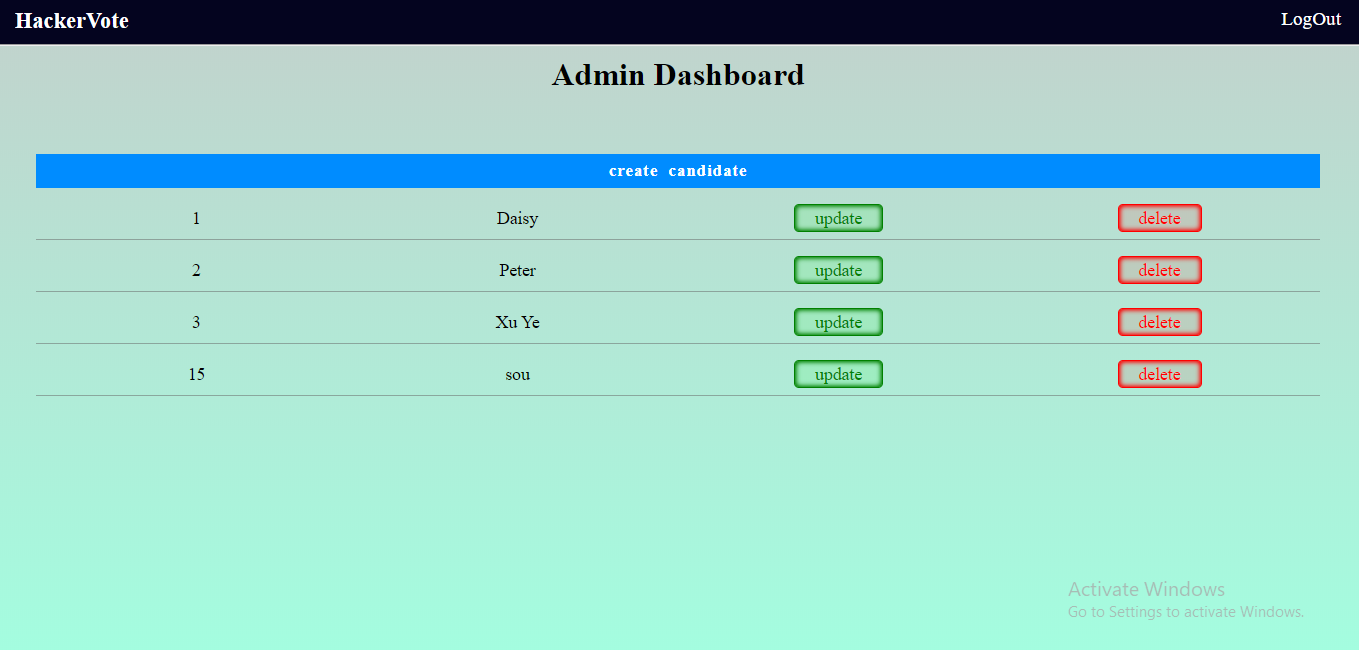 HackerVote LogOut
Admin Dashboard
create candidate
1 Daisy update delete
2 Peter update delete
3 Xu Ye update delete
15 sou update delete
Activate Windows
Go to Settings to activate Windows.